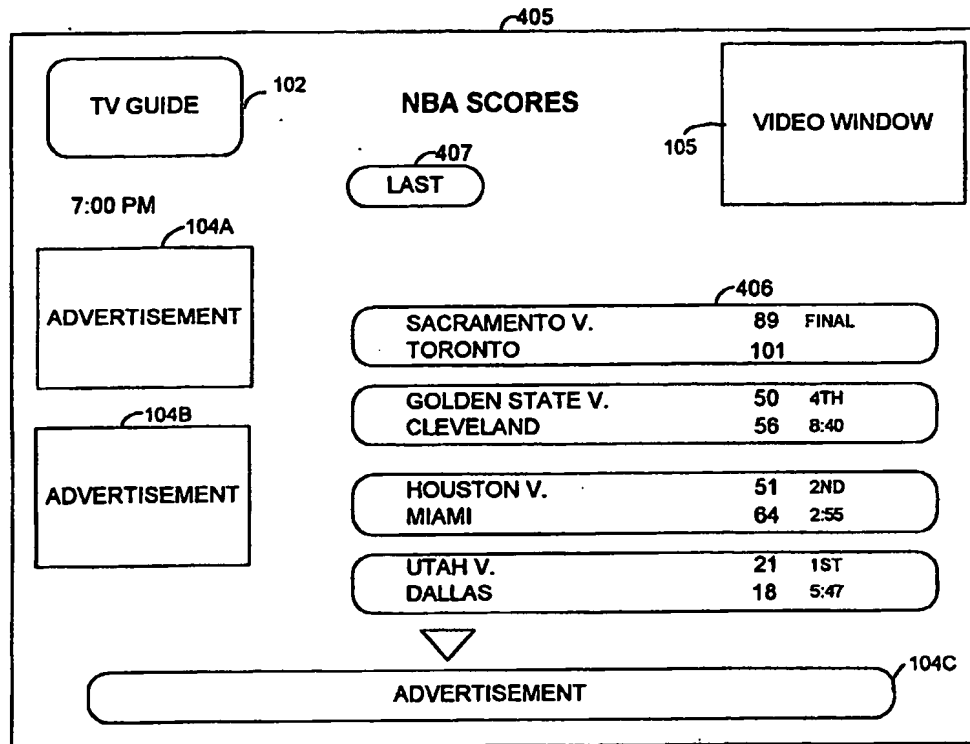 405
TV GUIDE
102
NBA SCORES
105
VIDEO WINDOW
407
LAST
7:00 PM
104A
ADVERTISEMENT
406
SACRAMENTO V. 89 FINAL
TORONTO 101
GOLDEN STATE V. 50 4TH
CLEVELAND 56 8:40
104B
ADVERTISEMENT
HOUSTON V. 51 2ND
MIAMI 64 2:55
UTAH V. 21 1ST
DALLAS 18 5:47
104C
ADVERTISEMENT